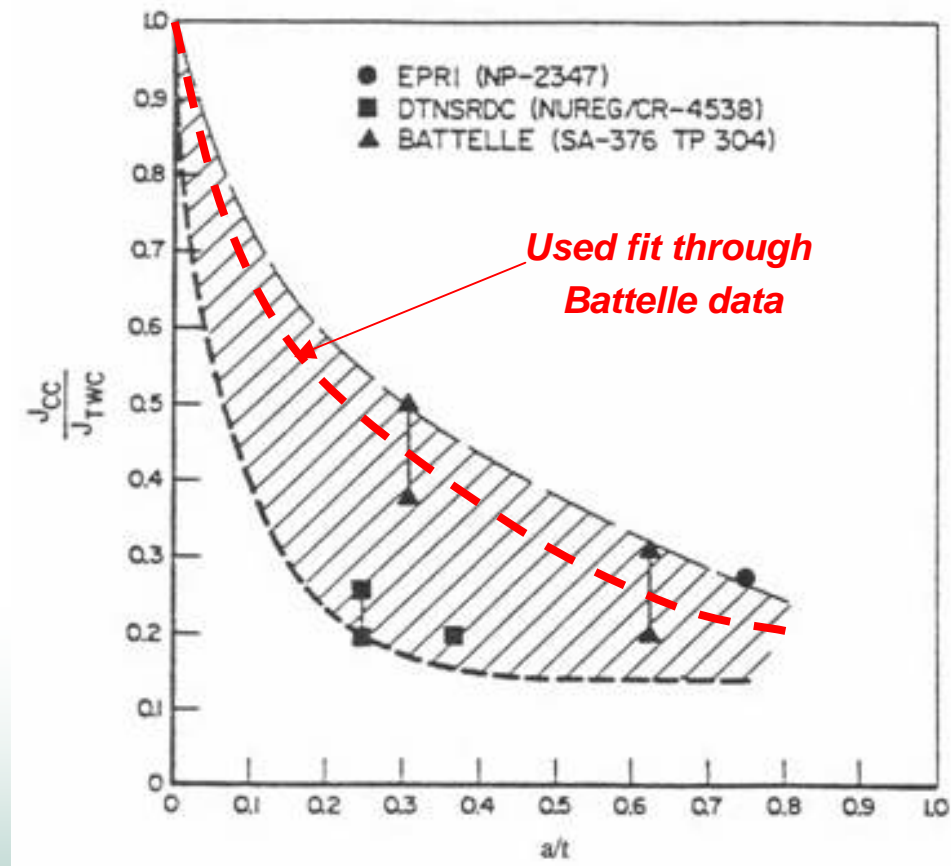 ● EPRI (NP-2347)
■ DTNSRDC (NUREG/CR-4538)
▲ BATTELLE (SA-376 TP 304)
Used fit through
Battelle data
J_CC
J_TWC
1.0
0.9
0.8
0.7
0.6
0.5
0.4
0.3
0.2
0.1
0
0 0.1 0.2 0.3 0.4 0.5 0.6 0.7 0.8 0.9 1.0
a/t